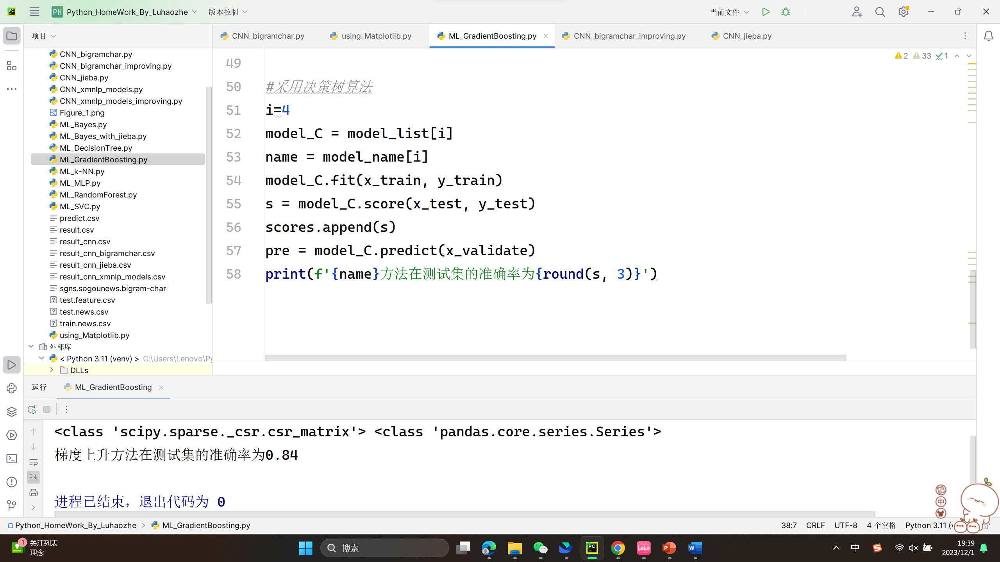 PC
PH Python_HomeWork_By_Luhaozhe
版本控制
当前文件
项目
CNN_bigramchar.py
using_Matplotlib.py
ML_GradientBoosting.py
CNN_bigramchar_improving.py
CNN_jieba.py
CNN_bigramchar.py
CNN_bigramchar_improving.py
CNN_jieba.py
CNN_xmnlp_models.py
CNN_xmnlp_models_improving.py
Figure_1.png
ML_Bayes.py
ML_Bayes_with_jieba.py
ML_DecisionTree.py
ML_GradientBoosting.py
ML_k-NN.py
ML_MLP.py
ML_RandomForest.py
ML_SVC.py
predict.csv
result.csv
result_cnn.csv
result_cnn_bigramchar.csv
result_cnn_jieba.csv
result_cnn_xmnlp_models.csv
sgns.sogounews.bigram-char
test.feature.csv
test.news.csv
train.news.csv
using_Matplotlib.py
外部库
< Python 3.11 (venv) > C:\Users\Lenovo\Py
DLLs
2 33 1
49
50 #采用决策树算法
51 i=4
52 model_C = model_list[i]
53 name = model_name[i]
54 model_C.fit(x_train, y_train)
55 s = model_C.score(x_test, y_test)
56 scores.append(s)
57 pre = model_C.predict(x_validate)
58 print(f'{name}方法在测试集的准确率为{round(s, 3)}')
运行
ML_GradientBoosting
<class 'scipy.sparse._csr.csr_matrix'> <class 'pandas.core.series.Series'>
梯度上升方法在测试集的准确率为0.84
进程已结束，退出代码为 0
中
Python_HomeWork_By_Luhaozhe
ML_GradientBoosting.py
38:7 CRLF UTF-8 4 个空格 Python 3.11 (v
1
关注列表
理念
搜索
PC
bilibili
P
W
中
S
19:39
2023/12/1